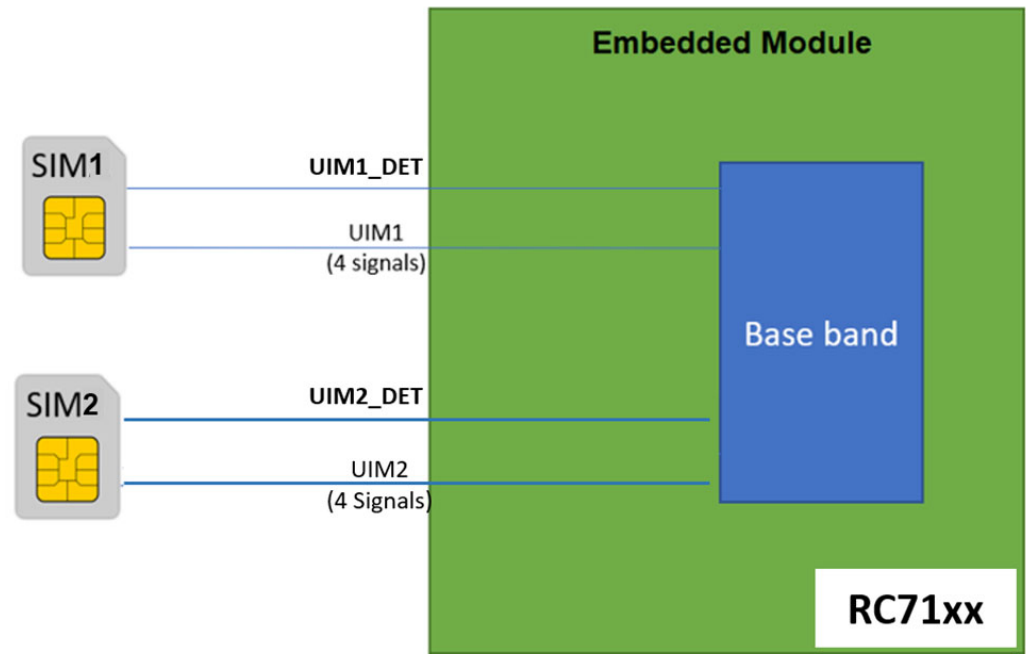 Embedded Module
SIM1
UIM1_DET
UIM1
(4 signals)
Base band
SIM2
UIM2_DET
UIM2
(4 Signals)
RC71xx